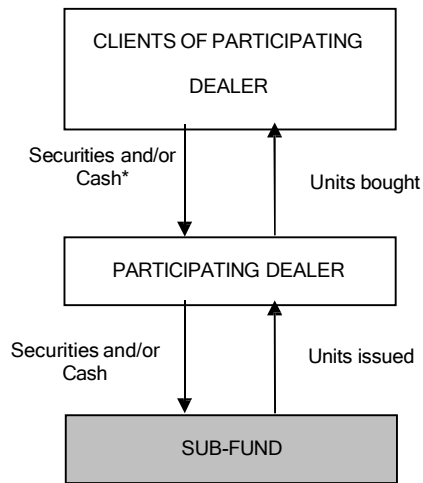 CLIENTS OF PARTICIPATING
DEALER
Securities and/or
Cash*
Units bought
PARTICIPATING DEALER
Securities and/or
Cash
Units issued
SUB-FUND